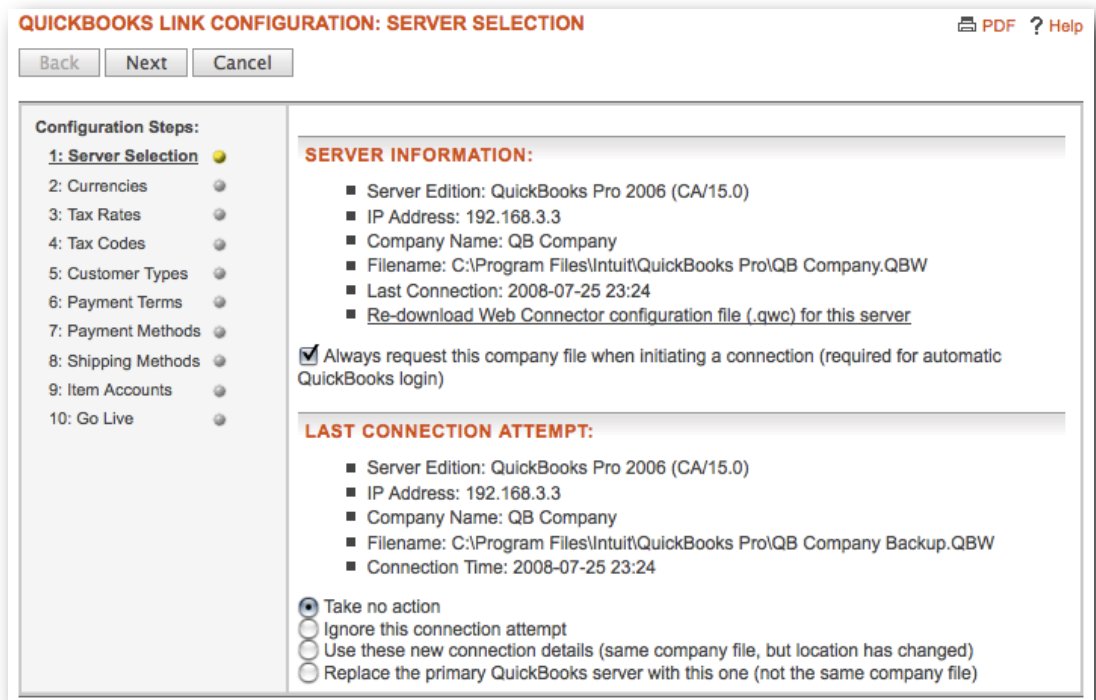 QUICKBOOKS LINK CONFIGURATION: SERVER SELECTION
PDF ? Help
Back Next Cancel
Configuration Steps:
1: Server Selection
2: Currencies
3: Tax Rates
4: Tax Codes
5: Customer Types
6: Payment Terms
7: Payment Methods
8: Shipping Methods
9: Item Accounts
10: Go Live
SERVER INFORMATION:
Server Edition: QuickBooks Pro 2006 (CA/15.0)
IP Address: 192.168.3.3
Company Name: QB Company
Filename: C:\Program Files\Intuit\QuickBooks Pro\QB Company.QBW
Last Connection: 2008-07-25 23:24
Re-download Web Connector configuration file (.qwc) for this server
Always request this company file when initiating a connection (required for automatic
QuickBooks login)
LAST CONNECTION ATTEMPT:
Server Edition: QuickBooks Pro 2006 (CA/15.0)
IP Address: 192.168.3.3
Company Name: QB Company
Filename: C:\Program Files\Intuit\QuickBooks Pro\QB Company Backup.QBW
Connection Time: 2008-07-25 23:24
Take no action
Ignore this connection attempt
Use these new connection details (same company file, but location has changed)
Replace the primary QuickBooks server with this one (not the same company file)